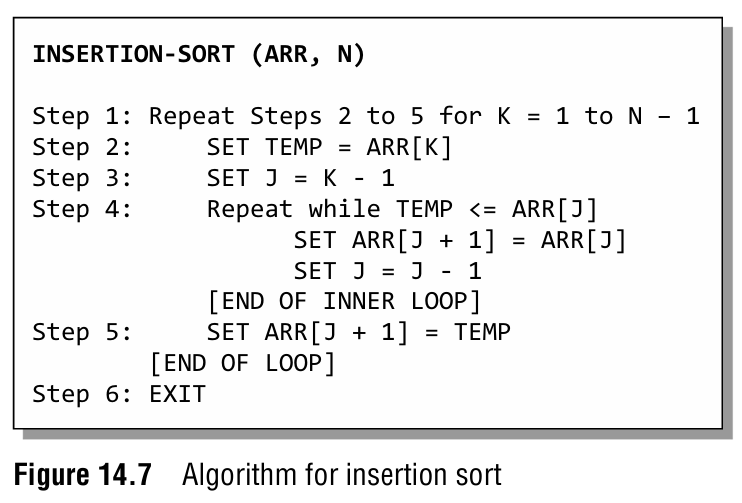 INSERTION-SORT (ARR, N)
Step 1: Repeat Steps 2 to 5 for K = 1 to N – 1
Step 2: SET TEMP = ARR[K]
Step 3: SET J = K - 1
Step 4: Repeat while TEMP <= ARR[J]
SET ARR[J + 1] = ARR[J]
SET J = J - 1
[END OF INNER LOOP]
Step 5: SET ARR[J + 1] = TEMP
[END OF LOOP]
Step 6: EXIT
Figure 14.7 Algorithm for insertion sort